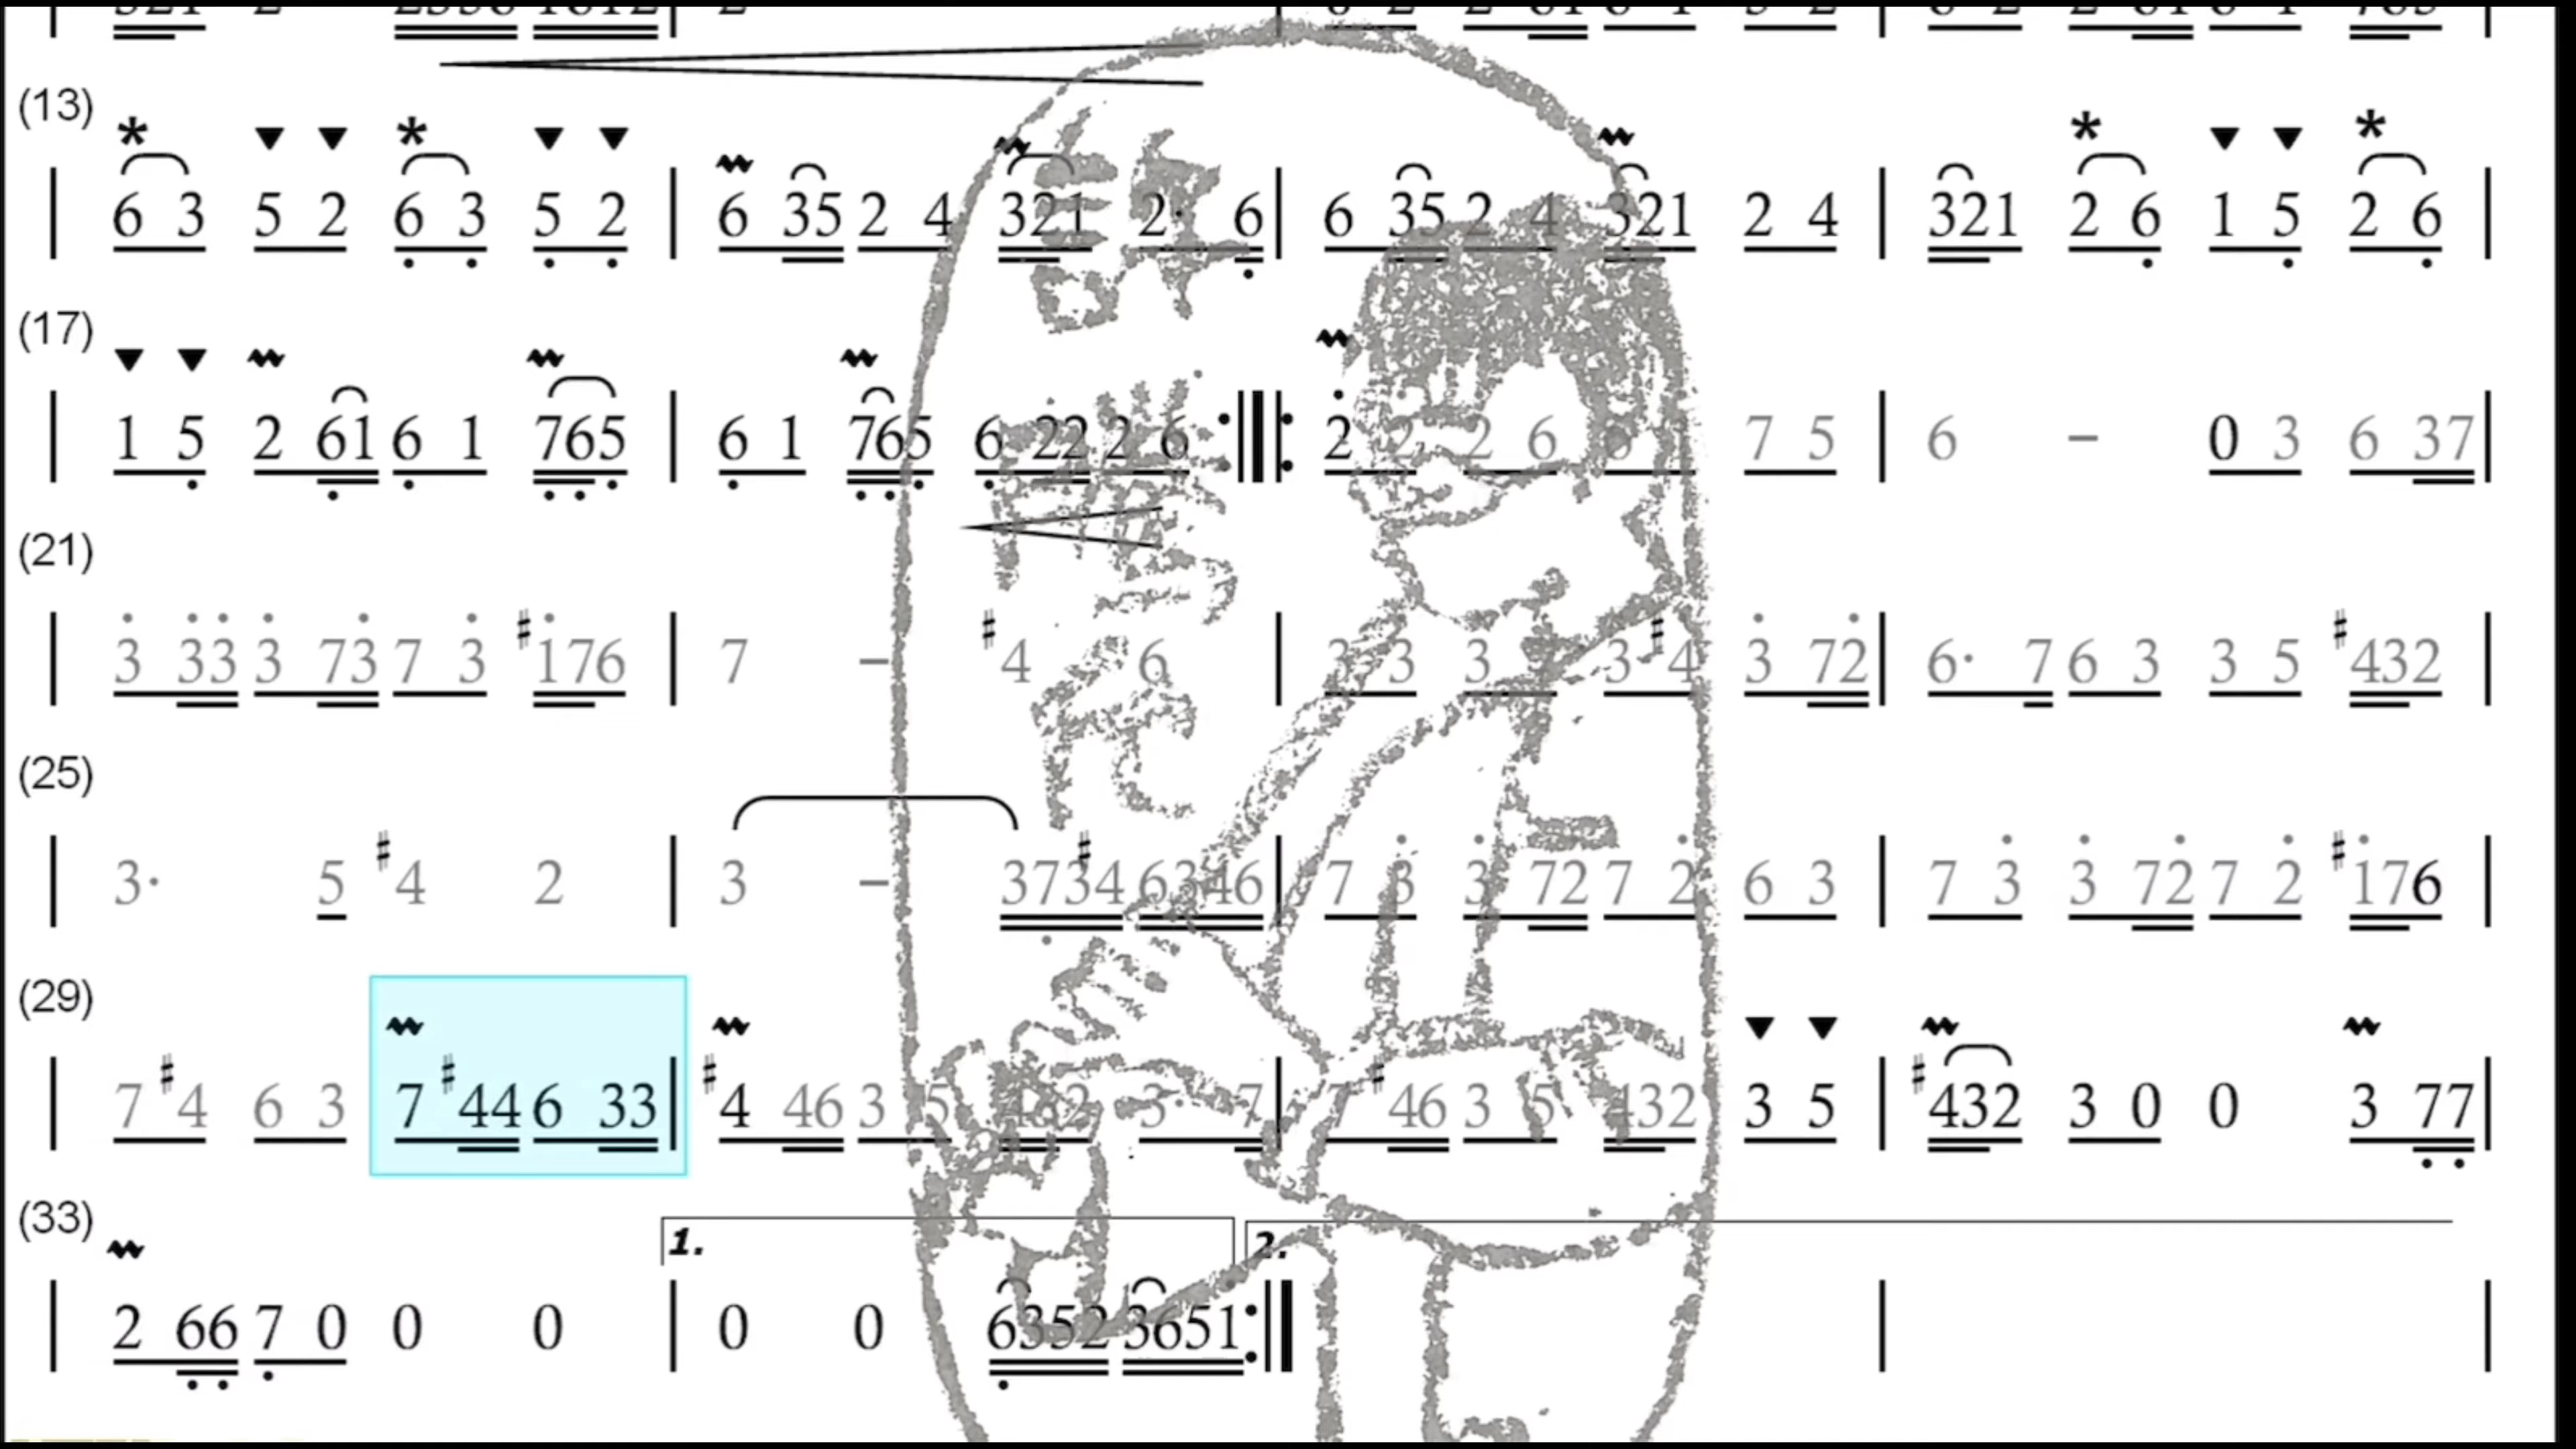 (13)
6 3 5 2 6 3 5 2 | 6 35 2 4 321 2· 6 | 6 35 2 4 321 2 4 | 321 2 6 1 5 2 6 |
(17)
1 5 2 61 6 1 765 | 6 1 765 6 22 2 6 :||: 2 2 2 6 7 5 | 6 – 0 3 6 37 |
(21)
3 33 3 73 7 3 #176 | 7 – #4 6 | 3 3 3 3 #4 3 72 | 6· 7 6 3 3 5 #432 |
(25)
3· 5 #4 2 | 3 – 37#34 6346 | 7 3 3 72 7 2 6 3 | 7 3 3 72 7 2 #176 |
(29)
7 #4 6 3 7 #44 6 33 | #4 46 3 5 432 3· 7 | 7 #46 3 5 432 3 5 | #432 3 0 0 3 77 |
(33)
1. 2.
2 66 7 0 0 0 | 0 0 6352 3651 :||